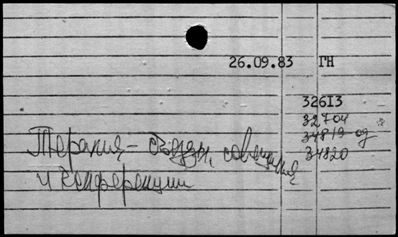 26.09.83 ГН
32613
32704
34819 од
34820
Терапия – съезды, совещания,
и конференции